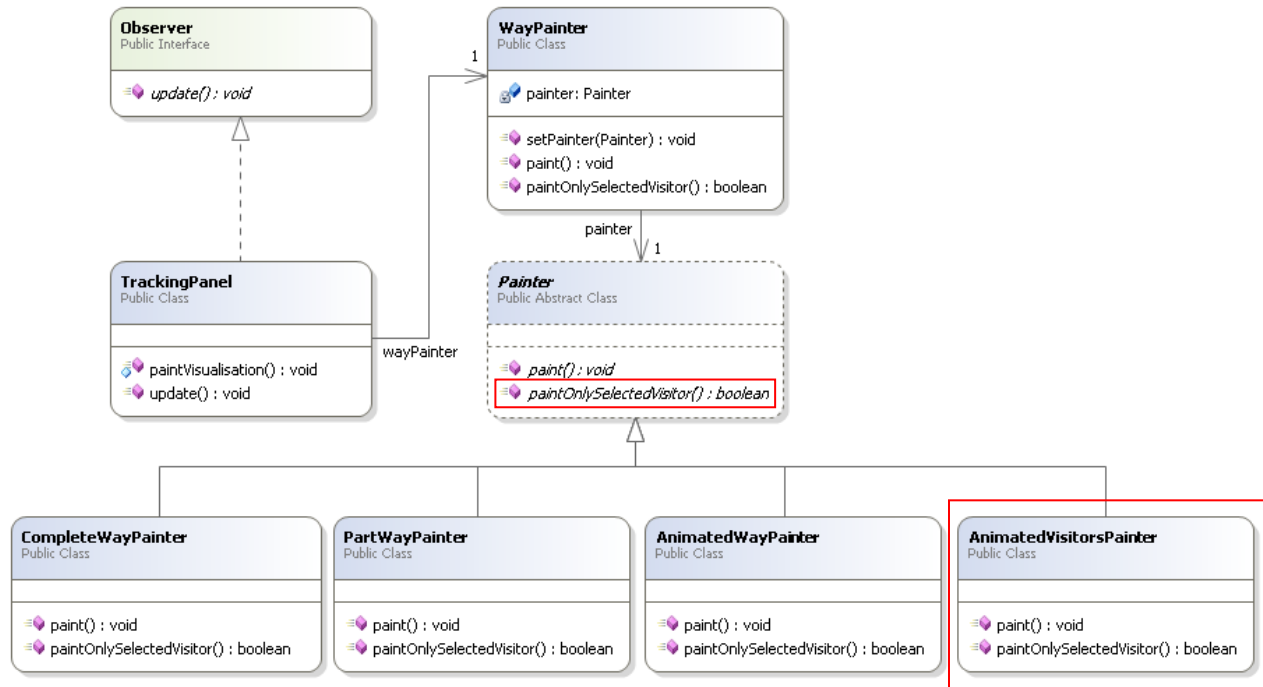 Observer
Public Interface
update() : void
WayPainter
Public Class
painter: Painter
setPainter(Painter) : void
paint() : void
paintOnlySelectedVisitor() : boolean
1
painter
1
TrackingPanel
Public Class
paintVisualisation() : void
update() : void
wayPainter
Painter
Public Abstract Class
paint() : void
paintOnlySelectedVisitor() : boolean
CompleteWayPainter
Public Class
paint() : void
paintOnlySelectedVisitor() : boolean
PartWayPainter
Public Class
paint() : void
paintOnlySelectedVisitor() : boolean
AnimatedWayPainter
Public Class
paint() : void
paintOnlySelectedVisitor() : boolean
AnimatedVisitorsPainter
Public Class
paint() : void
paintOnlySelectedVisitor() : boolean